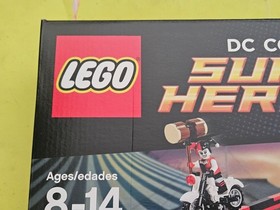 LEGO
DC CO
SU
HER
Ages/edades
8-14